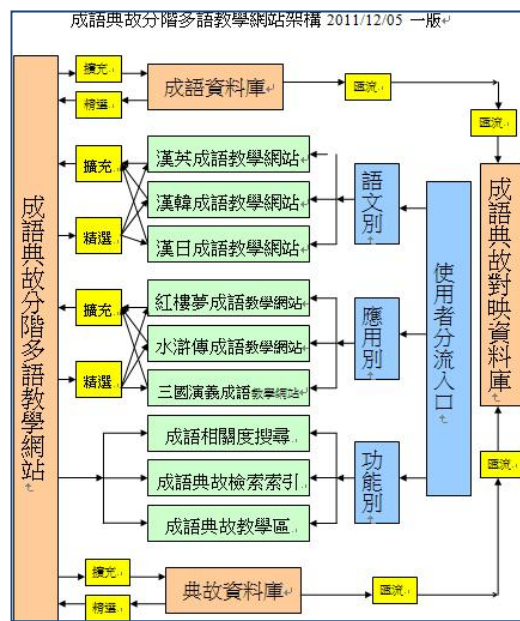 成語典故分階多語教學網站架構 2011/12/05 一版
擴充
精選
成語資料庫
匯流
匯流
成語典故分階多語教學網站
擴充
精選
漢英成語教學網站
漢韓成語教學網站
漢日成語教學網站
語文別
使用者分流入口
成語典故對映資料庫
擴充
精選
紅樓夢成語教學網站
水滸傳成語教學網站
三國演義成語教學網站
應用別
成語相關度搜尋
成語典故檢索索引
成語典故教學區
功能別
匯流
擴充
精選
典故資料庫
匯流